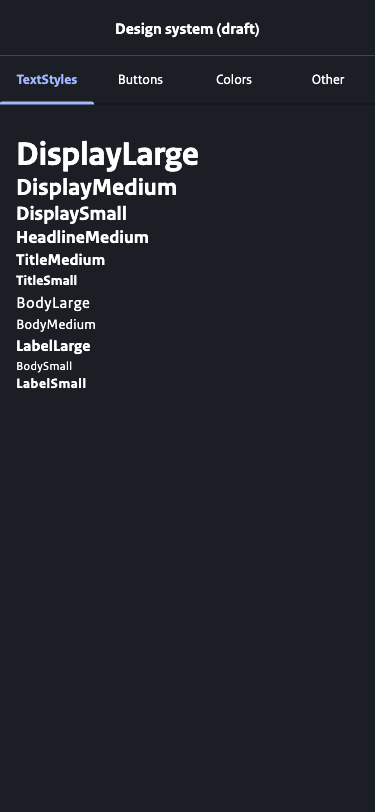 Design system (draft)
TextStyles Buttons Colors Other
DisplayLarge
DisplayMedium
DisplaySmall
HeadlineMedium
TitleMedium
TitleSmall
BodyLarge
BodyMedium
LabelLarge
BodySmall
LabelSmall